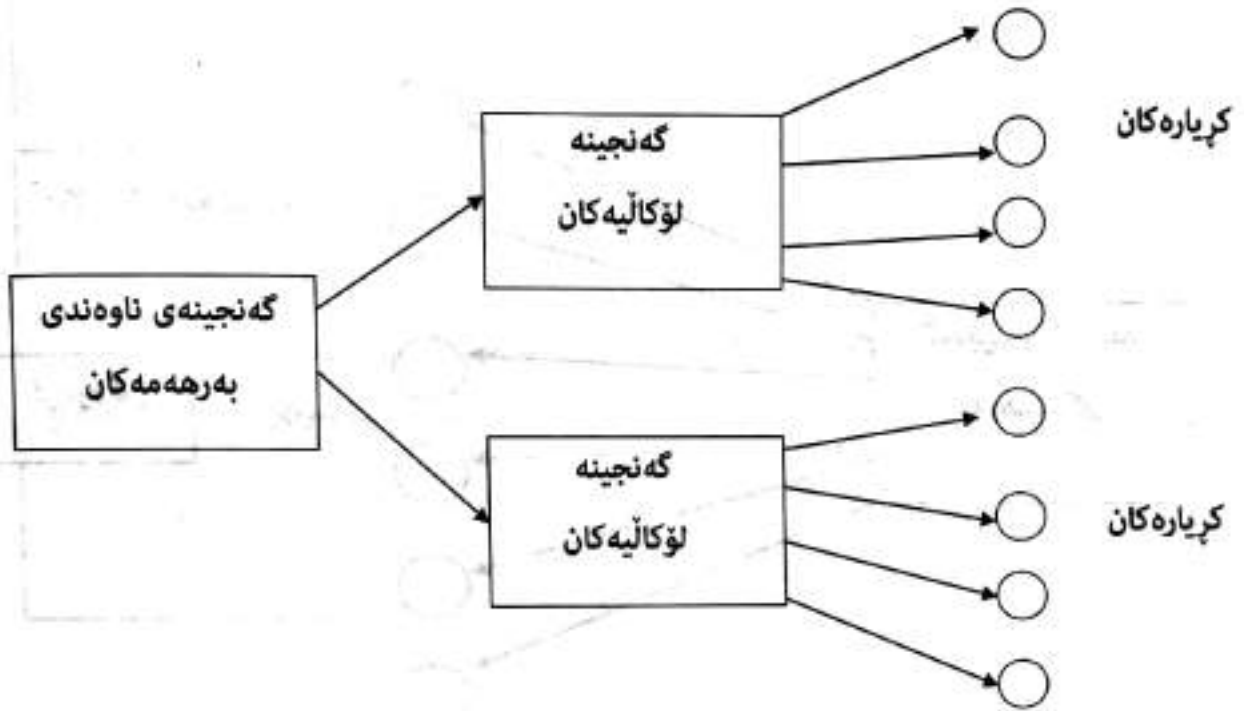 کڕیارەکان
گەنجینە
لۆکاڵیەکان
گەنجینەی ناوەندی
بەرهەمەکان
گەنجینە
لۆکاڵیەکان
کڕیارەکان